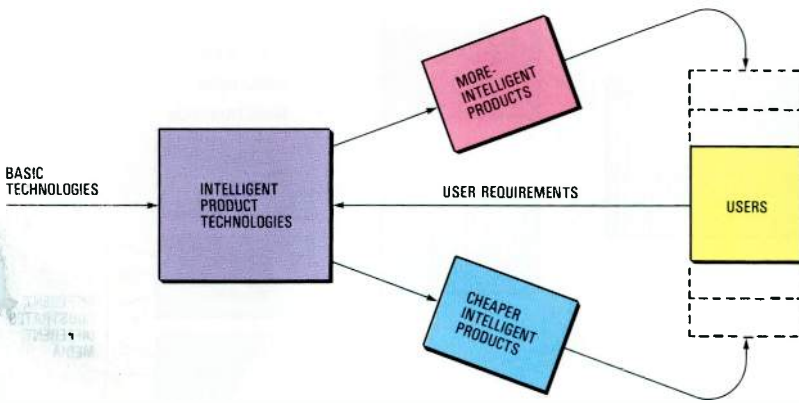 MORE-
INTELLIGENT
PRODUCTS
BASIC
TECHNOLOGIES
INTELLIGENT
PRODUCT
TECHNOLOGIES
USER REQUIREMENTS
USERS
CHEAPER
INTELLIGENT
PRODUCTS